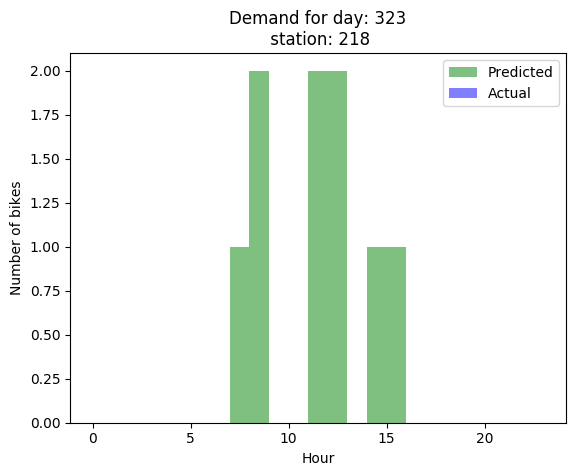 Demand for day: 323
station: 218
Predicted
Actual
2.00
1.75
1.50
1.25
1.00
0.75
0.50
0.25
0.00
Number of bikes
0 5 10 15 20
Hour